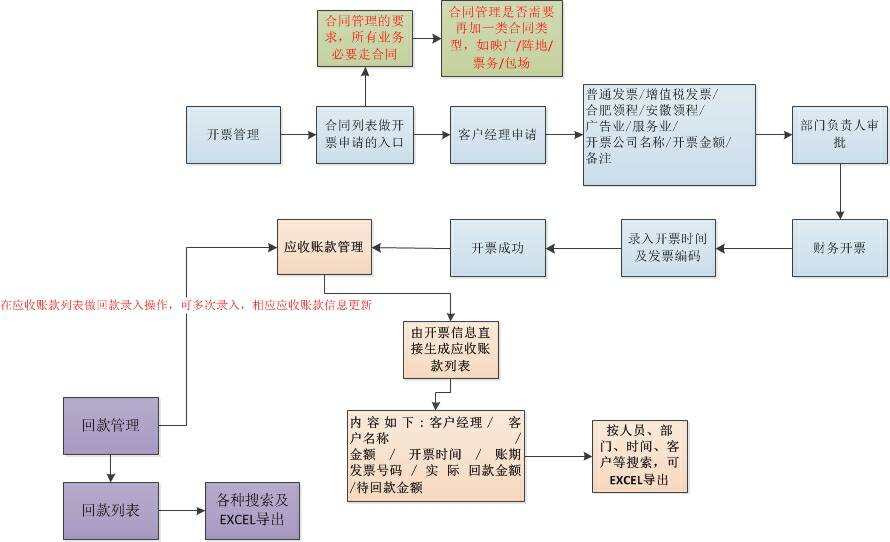 合同管理的要
求，所有业务
必要走合同
合同管理是否需要
再加一类合同类
型，如映广/阵地/
票务/包场
开票管理
合同列表做开
票申请的入口
客户经理申请
普通发票/增值税发票/
合肥领程/安徽领程/
广告业/服务业/
开票公司名称/开票金额/
备注
部门负责人审
批
应收账款管理
开票成功
录入开票时间
及发票编码
财务开票
在应收账款列表做回款录入操作，可多次录入，相应应收账款信息更新
由开票信息直
接生成应收账
款列表
回款管理
内容如下：客户经理/ 客
户名称 /
金额 / 开票时间 / 账期
发票号码 / 实际 回款金额
/待回款金额
按人员、部
门、时间、客
户等搜索，可
EXCEL导出
回款列表
各种搜索及
EXCEL导出